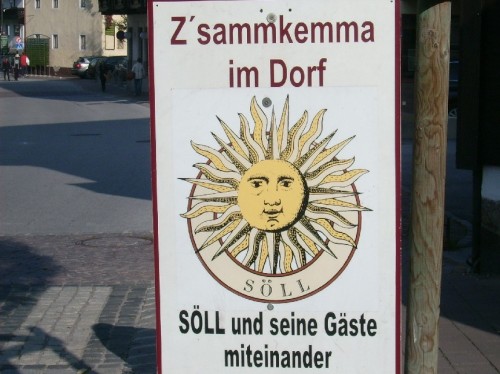 Z´sammkemma
im Dorf
SÖLL
SÖLL und seine Gäste
miteinander